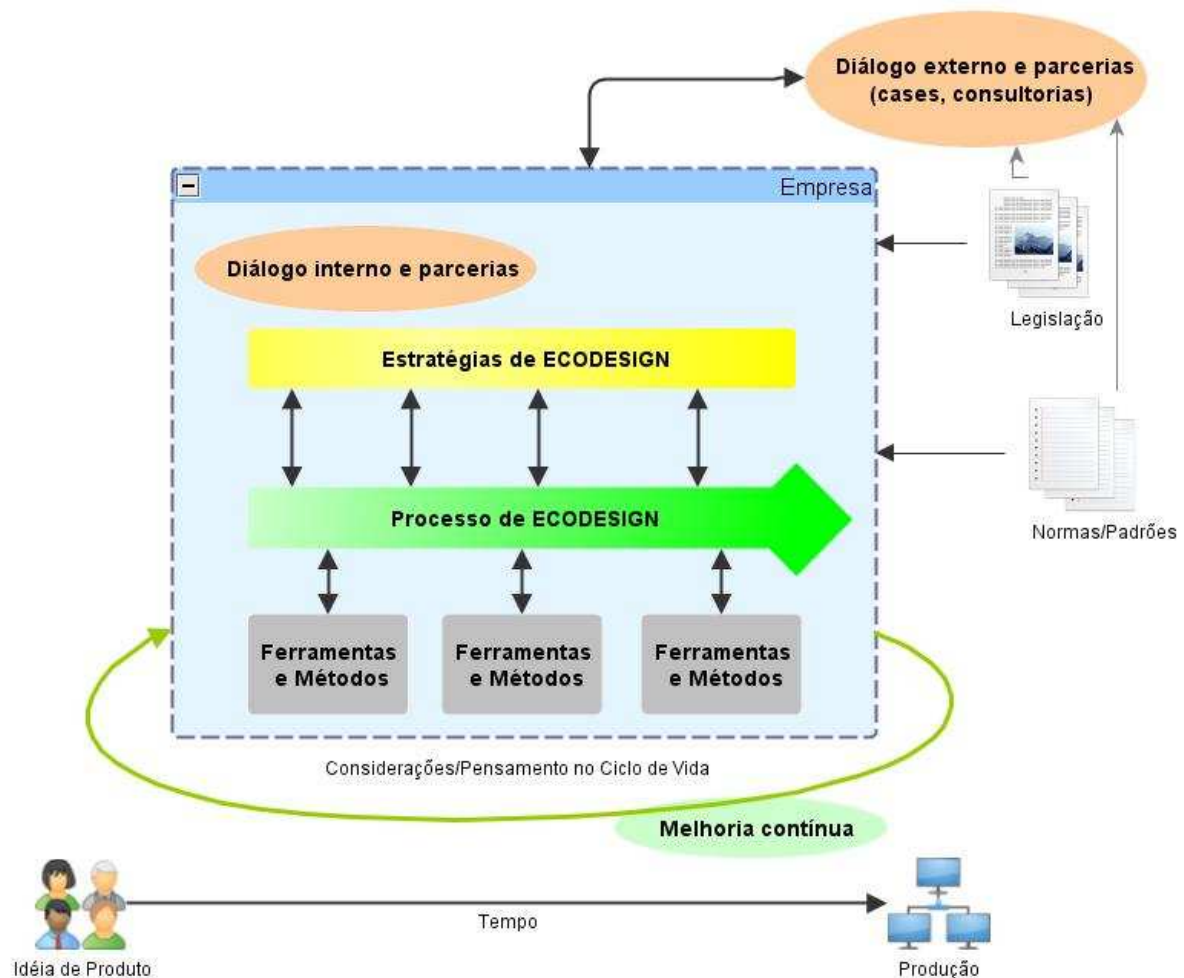 Diálogo externo e parcerias
(cases, consultorias)
Empresa
Diálogo interno e parcerias
Legislação
Estratégias de ECODESIGN
Processo de ECODESIGN
Normas/Padrões
Ferramentas
e Métodos
Ferramentas
e Métodos
Ferramentas
e Métodos
Considerações/Pensamento no Ciclo de Vida
Melhoria contínua
Tempo
Idéia de Produto
Produção